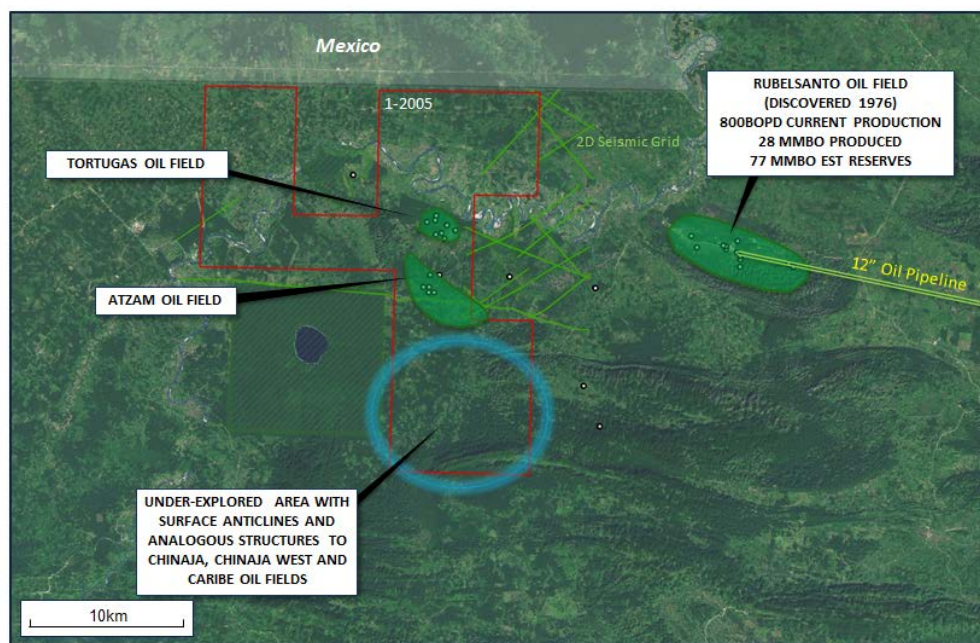 Mexico
1-2005
2D Seismic Grid
RUBELSANTO OIL FIELD
(DISCOVERED 1976)
800BOPD CURRENT PRODUCTION
28 MMBO PRODUCED
77 MMBO EST RESERVES
TORTUGAS OIL FIELD
12” Oil Pipeline
ATZAM OIL FIELD
UNDER-EXPLORED AREA WITH
SURFACE ANTICLINES AND
ANALOGOUS STRUCTURES TO
CHINAJA, CHINAJA WEST AND
CARIBE OIL FIELDS
10km